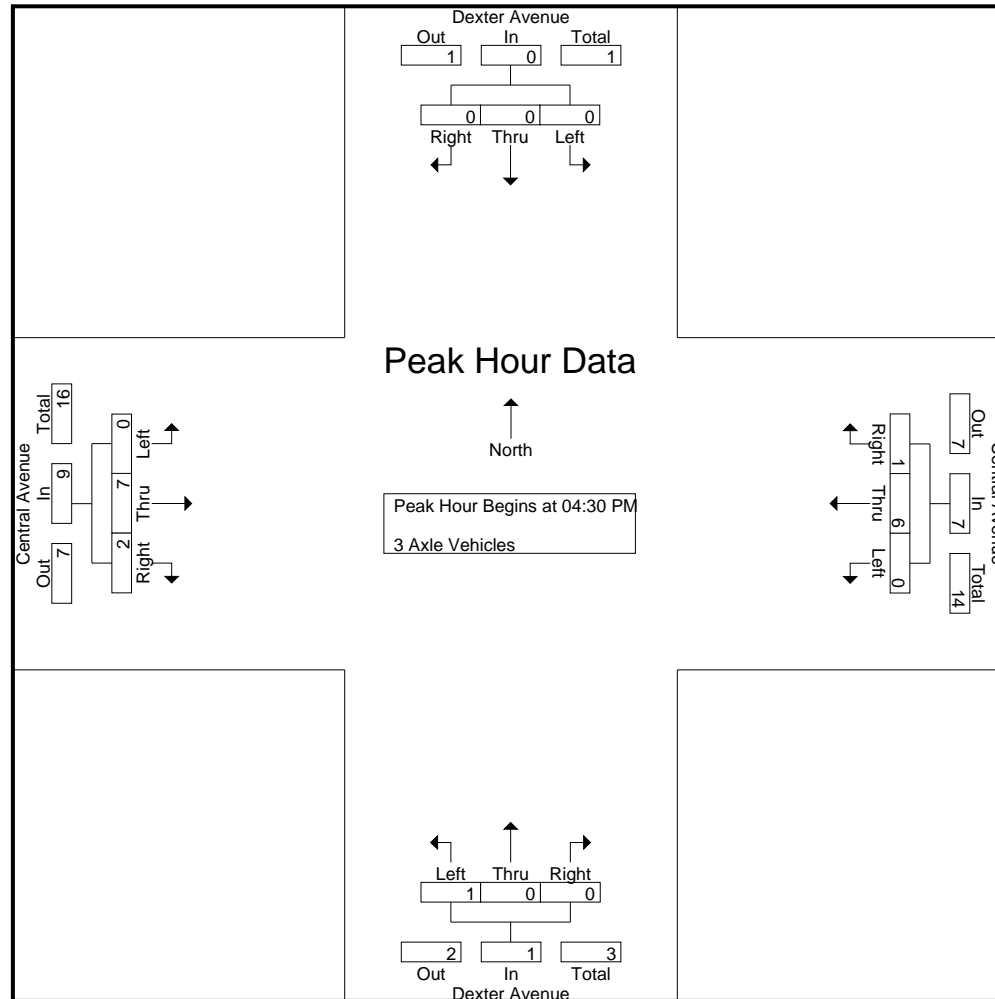 Dexter Avenue
Out In Total
1 0 1
0 0 0
Right Thru Left
Peak Hour Data
North
Peak Hour Begins at 04:30 PM
3 Axle Vehicles
Central Avenue
Total In Out
16 9 7
0 7 2
Left Thru Right
Central Avenue
Out In Total
7 7 14
Right Thru Left
1 6 0
Left Thru Right
1 0 0
2 1 3
Out In Total
Dexter Avenue